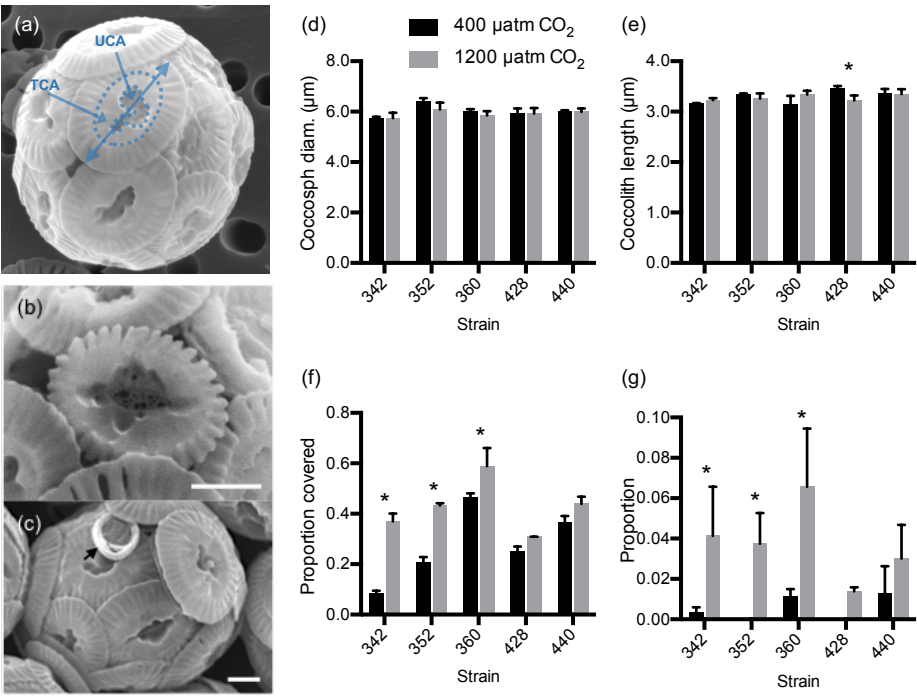 (a)
UCA
TCA
(b)
(c)
400 µatm CO₂
1200 µatm CO₂
(d)
Coccosph diam. (µm)
8.0
6.0
4.0
2.0
0.0
342
352
360
428
440
Strain
(e)
Coccolith length (µm)
4.0
3.0
2.0
1.0
0.0
*
342
352
360
428
440
Strain
(f)
Proportion covered
0.8
0.6
0.4
0.2
0.0
*
*
*
342
352
360
428
440
Strain
(g)
Proportion
0.10
0.08
0.06
0.04
0.02
0.00
*
*
*
342
352
360
428
440
Strain